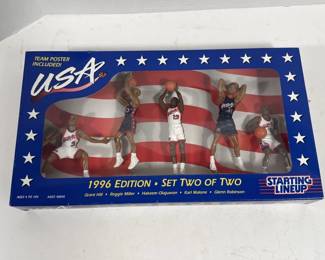 TEAM POSTER
INCLUDED!
USA
1996 EDITION • SET TWO OF TWO
Grant Hill • Reggie Miller • Hakeem Olajuwon • Karl Malone • Glenn Robinson
STARTING
LINEUP